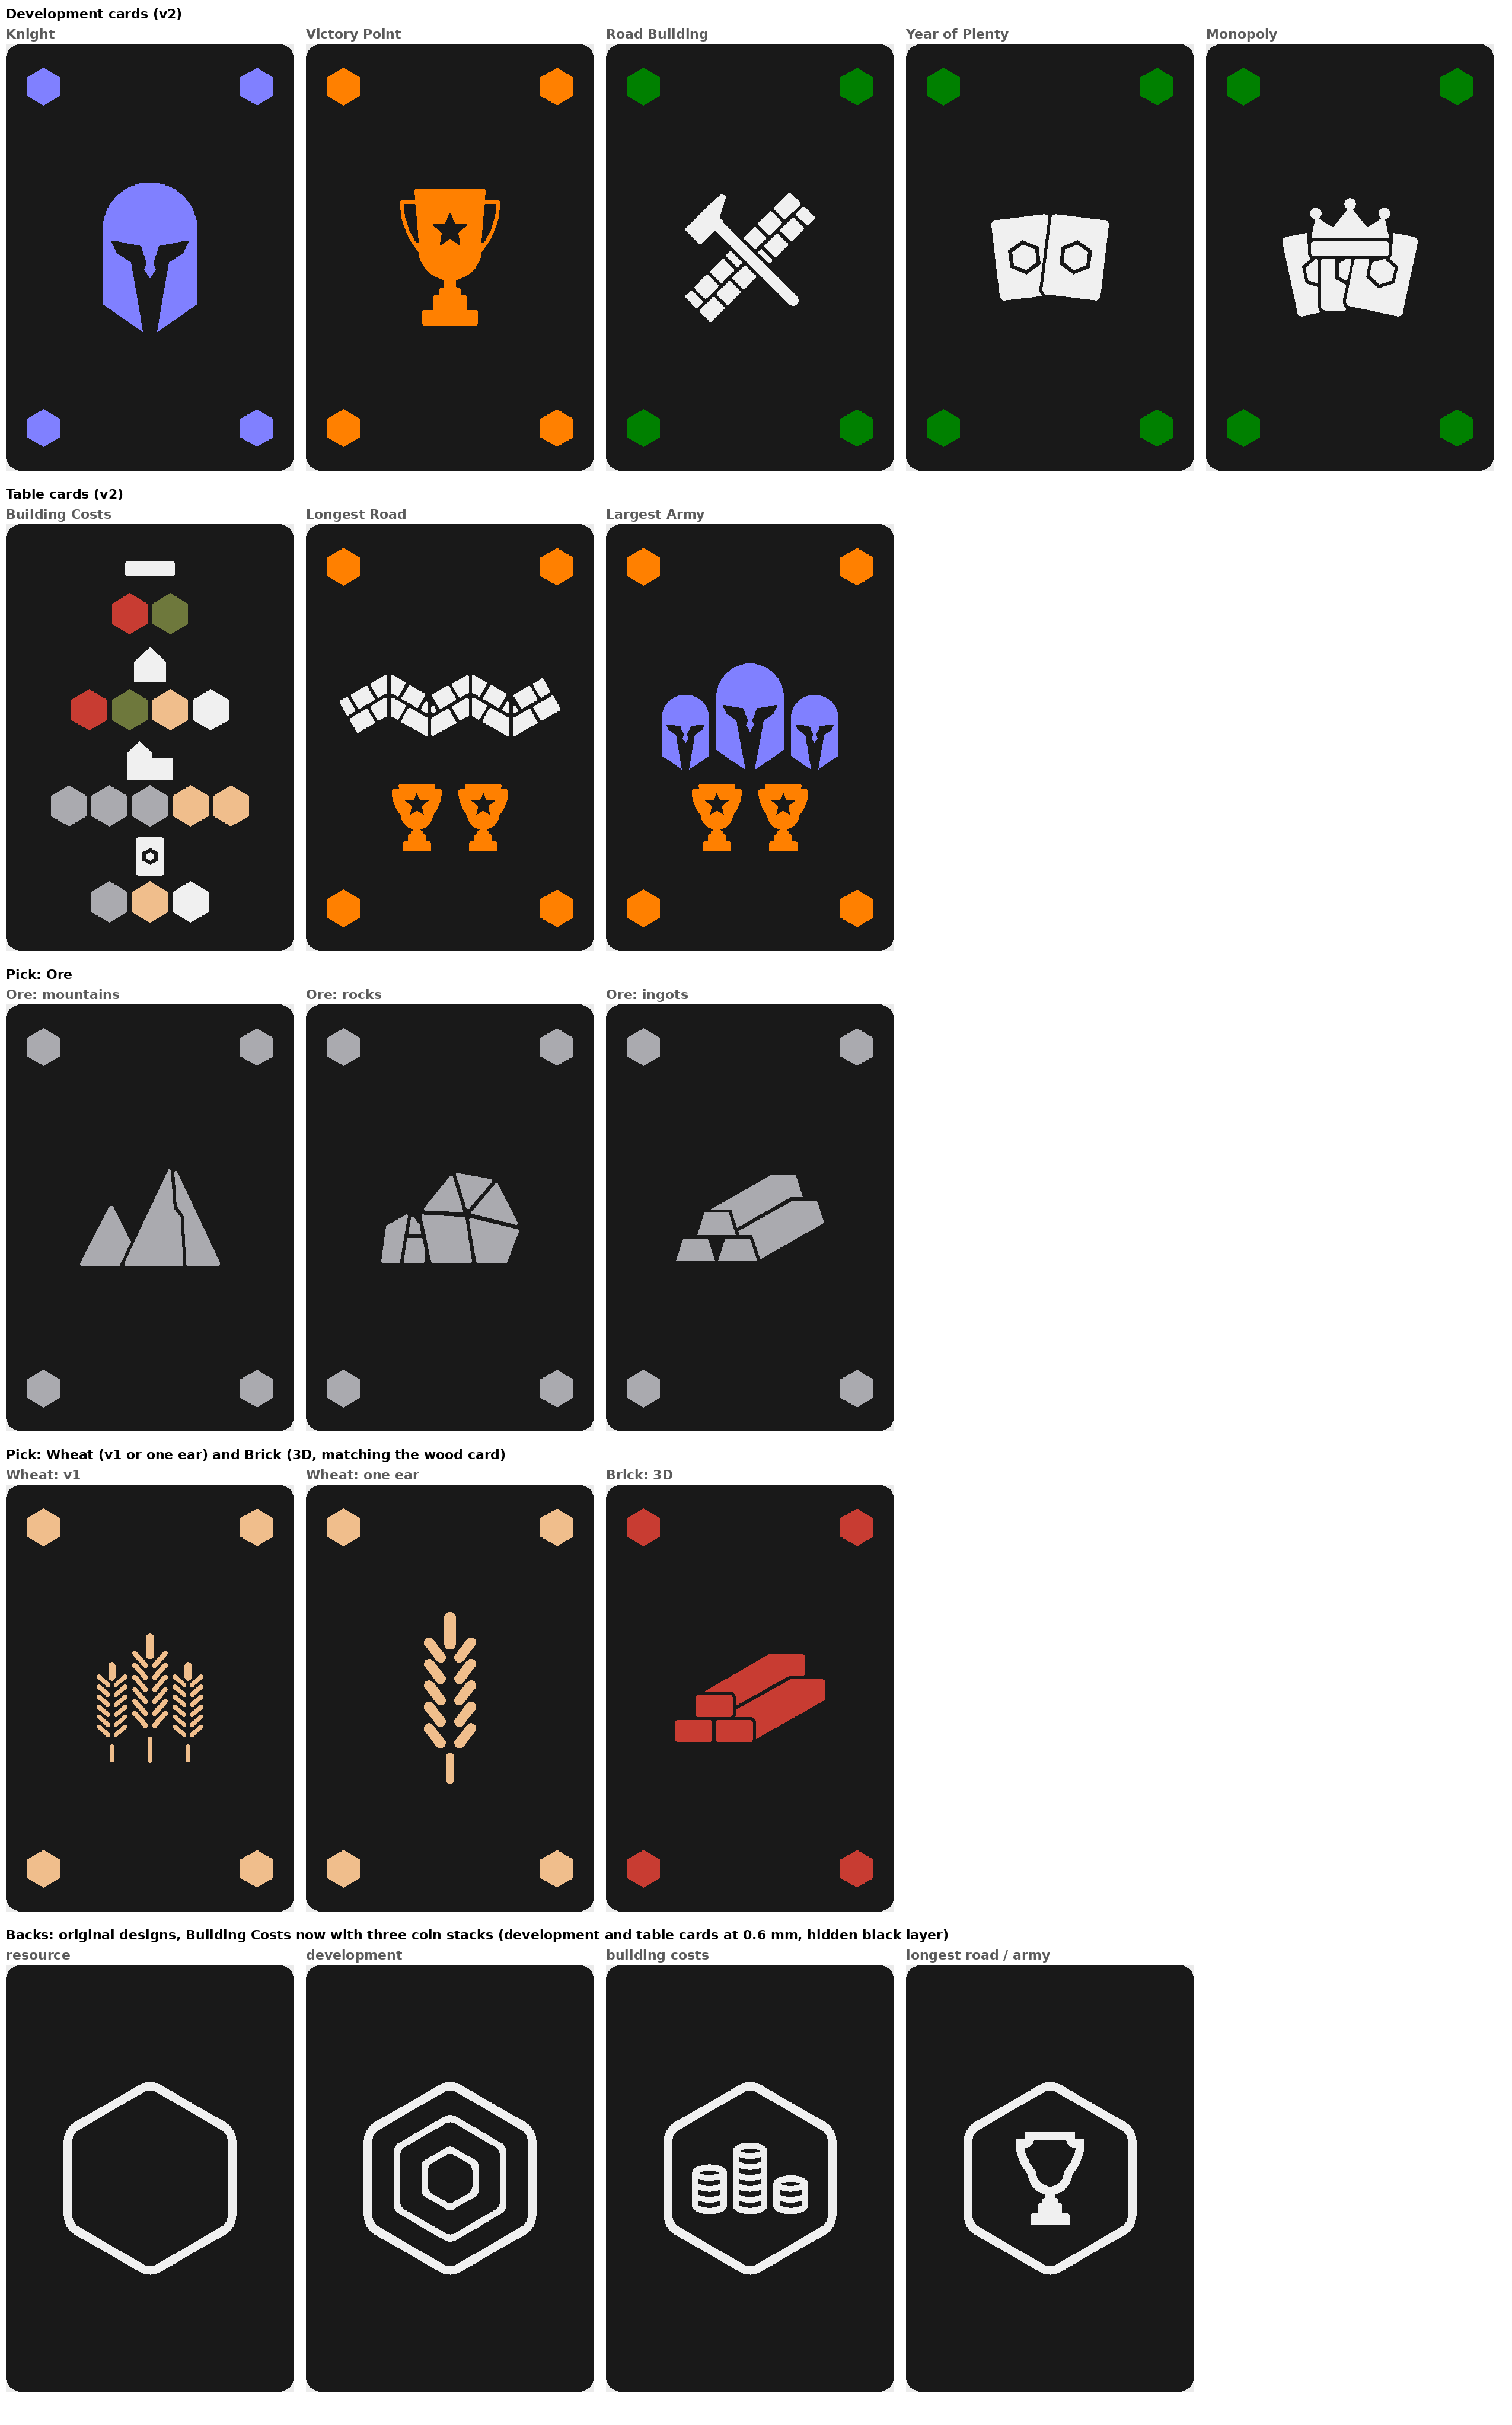 Development cards (v2)
Knight
Victory Point
Road Building
Year of Plenty
Monopoly
Table cards (v2)
Building Costs
Longest Road
Largest Army
Pick: Ore
Ore: mountains
Ore: rocks
Ore: ingots
Pick: Wheat (v1 or one ear) and Brick (3D, matching the wood card)
Wheat: v1
Wheat: one ear
Brick: 3D
Backs: original designs, Building Costs now with three coin stacks (development and table cards at 0.6 mm, hidden black layer)
resource
development
building costs
longest road / army